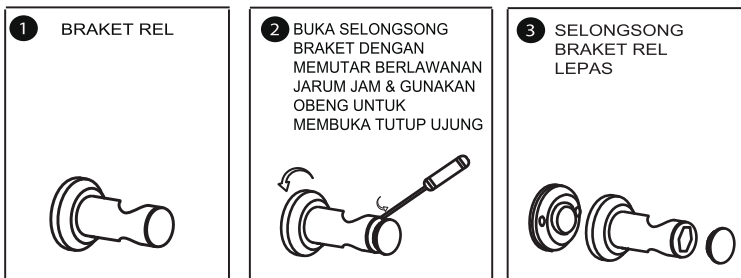 1 BRAKET REL
2 BUKA SELONGSONG
BRAKET DENGAN
MEMUTAR BERLAWANAN
JARUM JAM & GUNAKAN
OBENG UNTUK
MEMBUKA TUTUP UJUNG
3 SELONGSONG
BRAKET REL
LEPAS